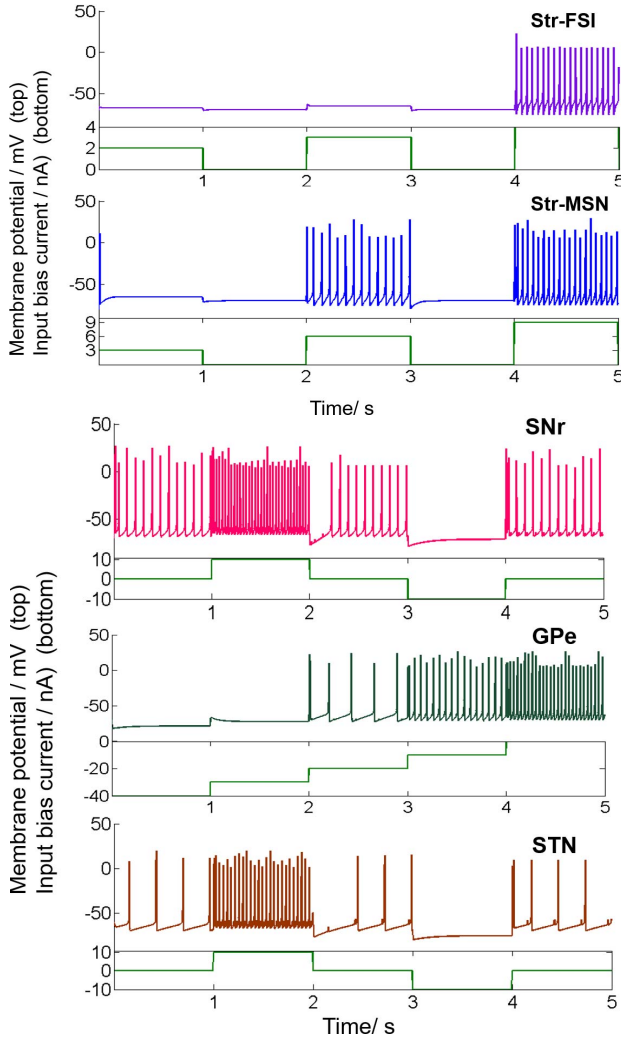 Membrane potential / mV (top)
Input bias current / nA) (bottom)
Str-FSI
50
0
-50
4
2
0
1 2 3 4 5
Str-MSN
50
0
-50
9
6
3
1 2 3 4 5
Time/ s
Membrane potential / mV (top)
Input bias current / nA) (bottom)
SNr
50
0
-50
10
0
-10
1 2 3 4 5
GPe
50
0
-50
0
-20
-40
1 2 3 4 5
STN
50
0
-50
10
0
-10
1 2 3 4 5
Time/ s